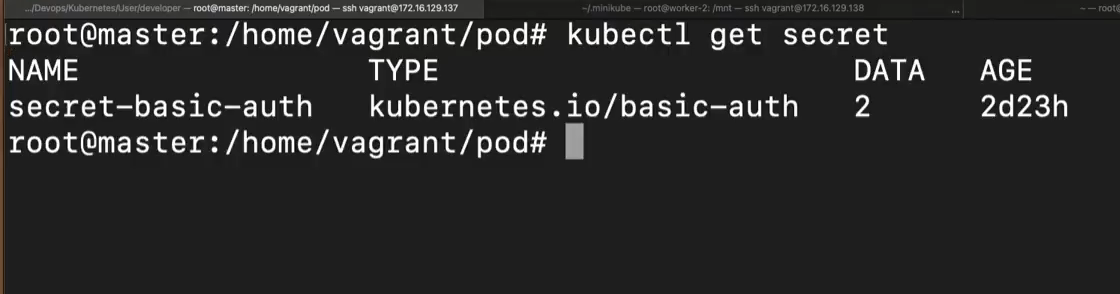 .../Devops/Kubernetes/User/developer — root@master: /home/vagrant/pod — ssh vagrant@172.16.129.137
~/.minikube — root@worker-2: /mnt — ssh vagrant@172.16.129.138
...
~ — root
root@master:/home/vagrant/pod# kubectl get secret
NAME TYPE DATA AGE
secret-basic-auth kubernetes.io/basic-auth 2 2d23h
root@master:/home/vagrant/pod#